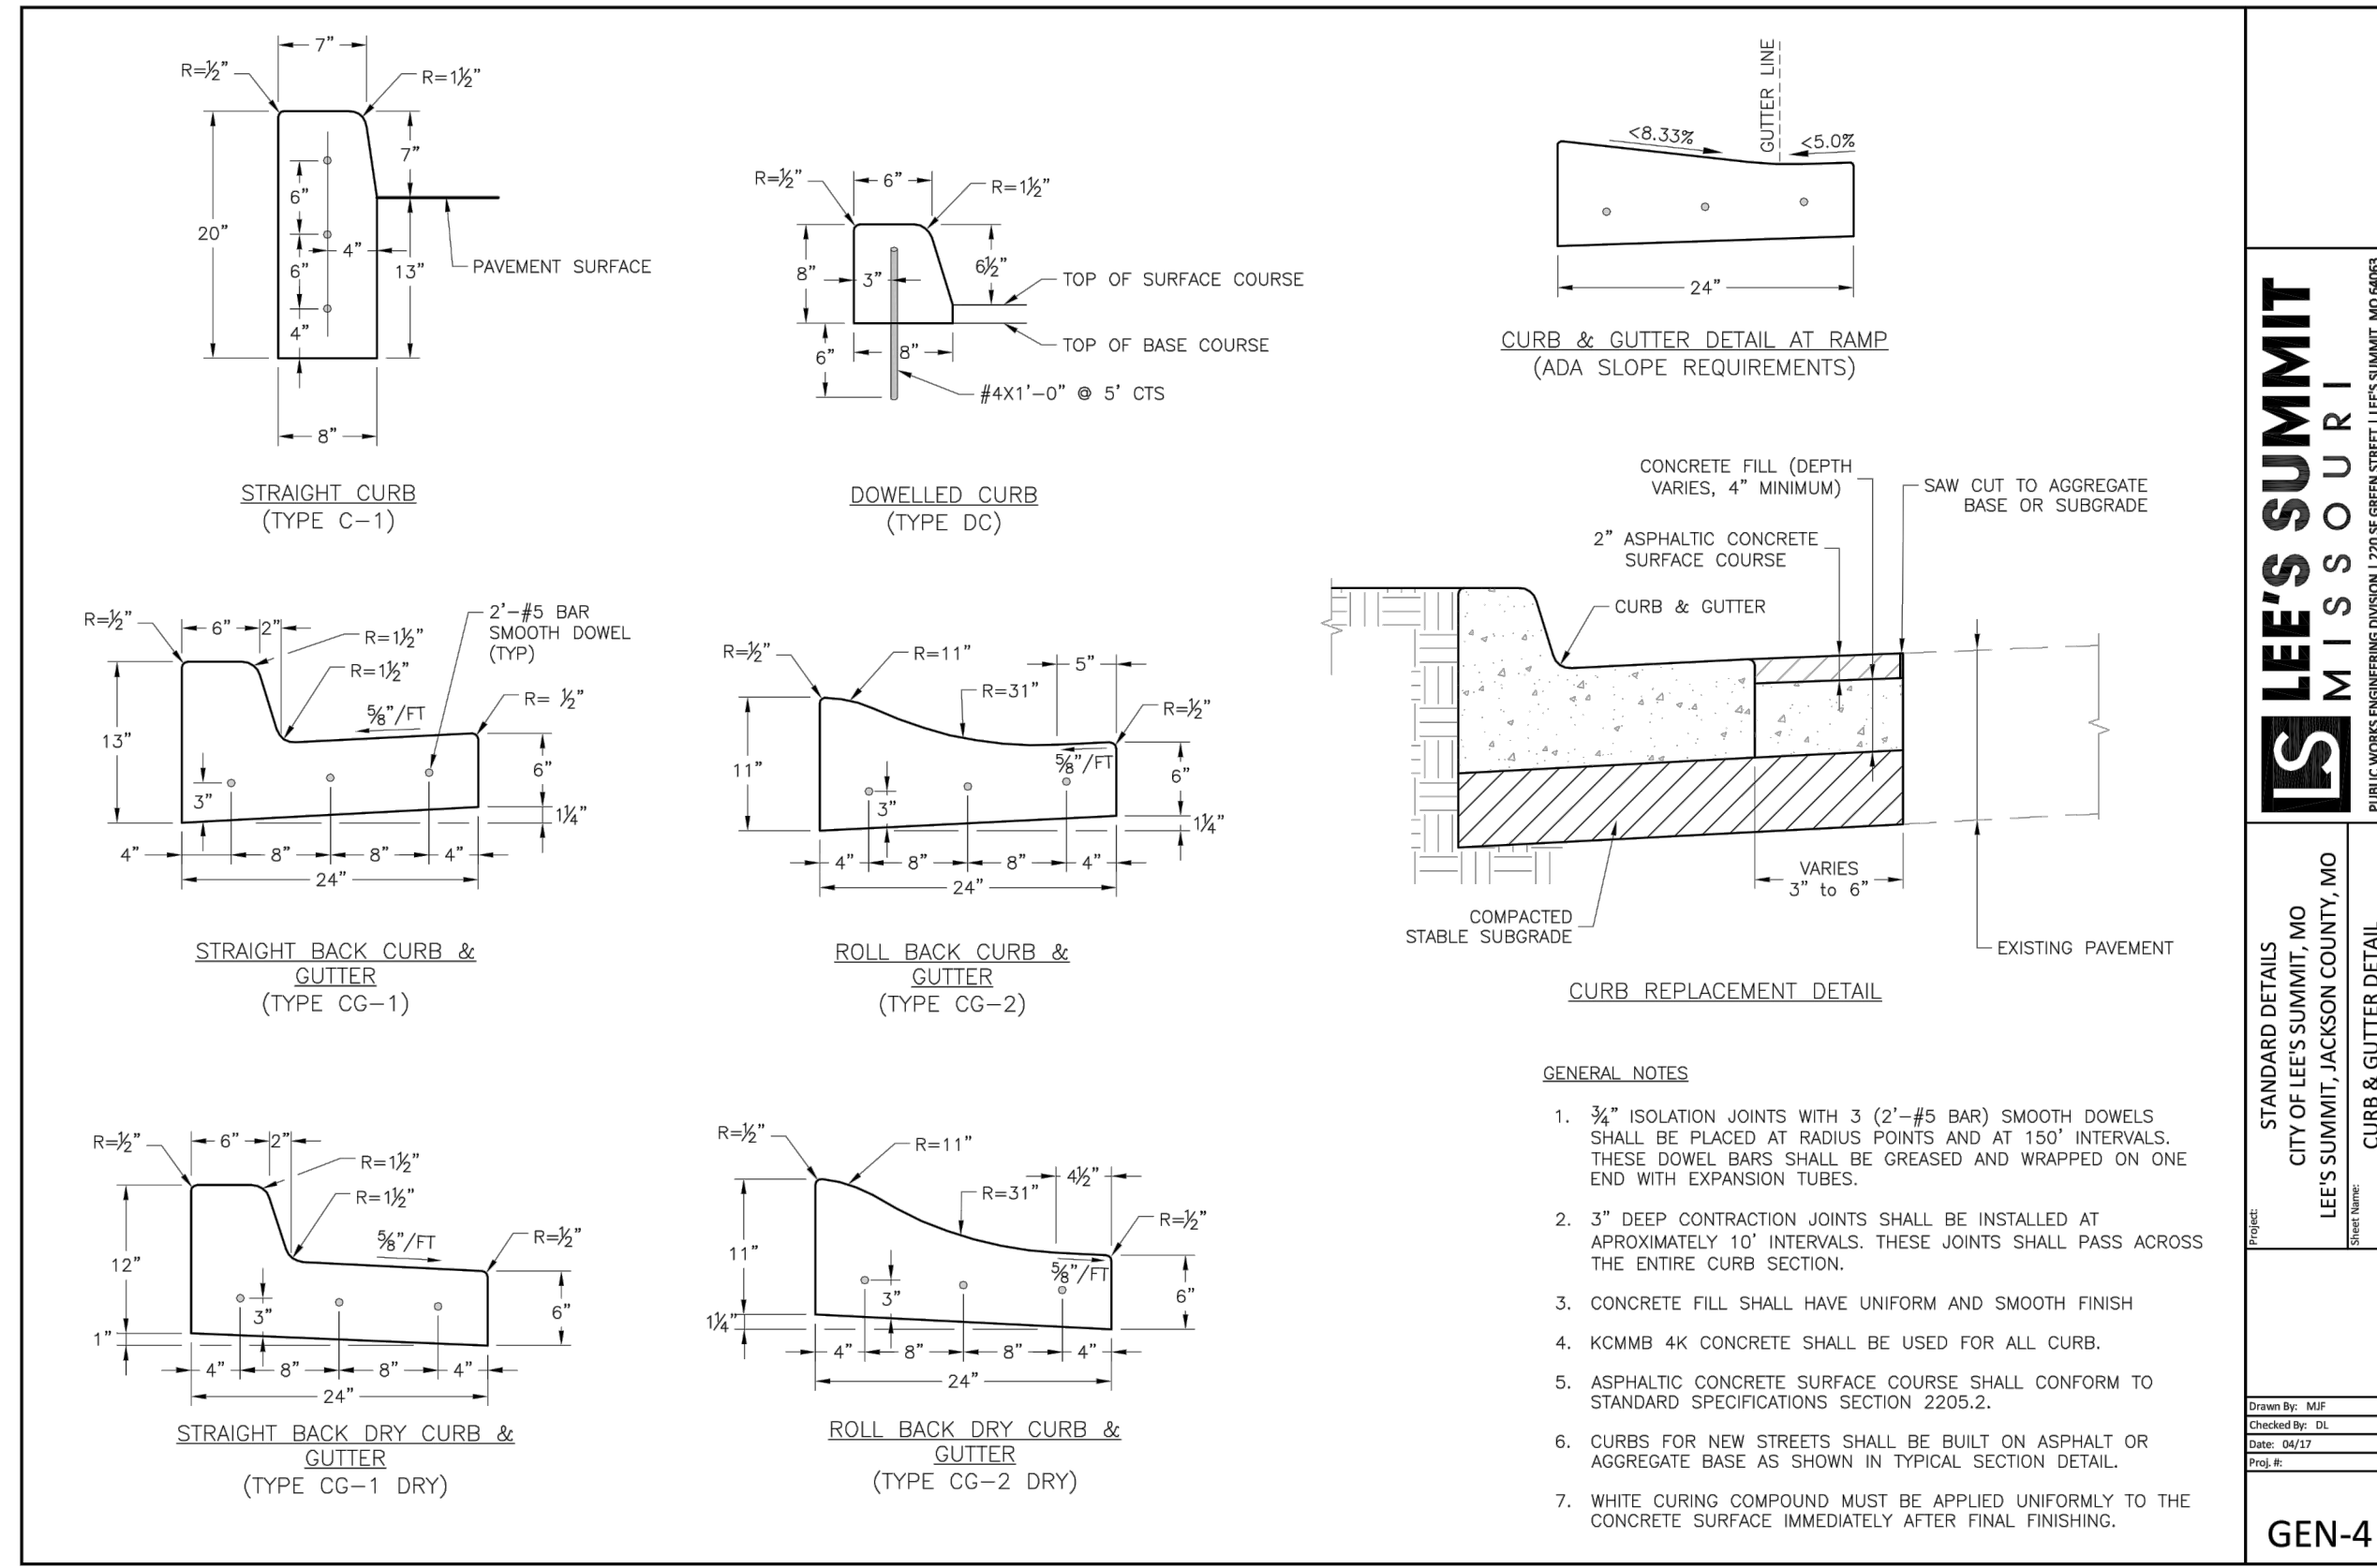 7"
R=½"
R=1½"
20"
7"
6"
6"
4"
4"
13"
8"
PAVEMENT SURFACE
STRAIGHT CURB
(TYPE C-1)
R=½"
6"
R=1½"
8"
3"
6½"
TOP OF SURFACE COURSE
TOP OF BASE COURSE
6"
8"
#4X1'-0" @ 5' CTS
DOWELLED CURB
(TYPE DC)
GUTTER LINE
<8.33%
<5.0%
24"
CURB & GUTTER DETAIL AT RAMP
(ADA SLOPE REQUIREMENTS)
R=½"
6"
2"
R=1½"
R=1½"
2'-#5 BAR
SMOOTH DOWEL
(TYP)
R= ½"
⅝"/FT
13"
3"
6"
1¼"
4"
8"
8"
4"
24"
STRAIGHT BACK CURB &
GUTTER
(TYPE CG-1)
R=½"
R=11"
R=31"
5"
R=½"
⅝"/FT
11"
3"
6"
1¼"
4"
8"
8"
4"
24"
ROLL BACK CURB &
GUTTER
(TYPE CG-2)
CONCRETE FILL (DEPTH
VARIES, 4" MINIMUM)
SAW CUT TO AGGREGATE
BASE OR SUBGRADE
2" ASPHALTIC CONCRETE
SURFACE COURSE
CURB & GUTTER
VARIES
3" to 6"
COMPACTED
STABLE SUBGRADE
EXISTING PAVEMENT
CURB REPLACEMENT DETAIL
R=½"
6"
2"
R=1½"
R=1½"
⅝"/FT
R=½"
12"
3"
6"
1"
4"
8"
8"
4"
24"
STRAIGHT BACK DRY CURB &
GUTTER
(TYPE CG-1 DRY)
R=½"
R=11"
R=31"
4½"
R=½"
⅝"/FT
11"
3"
6"
1¼"
4"
8"
8"
4"
24"
ROLL BACK DRY CURB &
GUTTER
(TYPE CG-2 DRY)
GENERAL NOTES
1. ¾" ISOLATION JOINTS WITH 3 (2'-#5 BAR) SMOOTH DOWELS
SHALL BE PLACED AT RADIUS POINTS AND AT 150' INTERVALS.
THESE DOWEL BARS SHALL BE GREASED AND WRAPPED ON ONE
END WITH EXPANSION TUBES.
2. 3" DEEP CONTRACTION JOINTS SHALL BE INSTALLED AT
APROXIMATELY 10' INTERVALS. THESE JOINTS SHALL PASS ACROSS
THE ENTIRE CURB SECTION.
3. CONCRETE FILL SHALL HAVE UNIFORM AND SMOOTH FINISH
4. KCMMB 4K CONCRETE SHALL BE USED FOR ALL CURB.
5. ASPHALTIC CONCRETE SURFACE COURSE SHALL CONFORM TO
STANDARD SPECIFICATIONS SECTION 2205.2.
6. CURBS FOR NEW STREETS SHALL BE BUILT ON ASPHALT OR
AGGREGATE BASE AS SHOWN IN TYPICAL SECTION DETAIL.
7. WHITE CURING COMPOUND MUST BE APPLIED UNIFORMLY TO THE
CONCRETE SURFACE IMMEDIATELY AFTER FINAL FINISHING.
LS LEE'S SUMMIT
MISSOURI
PUBLIC WORKS ENGINEERING DIVISION | 220 SE GREEN STREET | LEE'S SUMMIT, MO 64063
Project:
STANDARD DETAILS
CITY OF LEE'S SUMMIT, MO
LEE'S SUMMIT, JACKSON COUNTY, MO
Sheet Name:
CURB & GUTTER DETAIL
Drawn By: MJF
Checked By: DL
Date: 04/17
Proj. #:
GEN-4